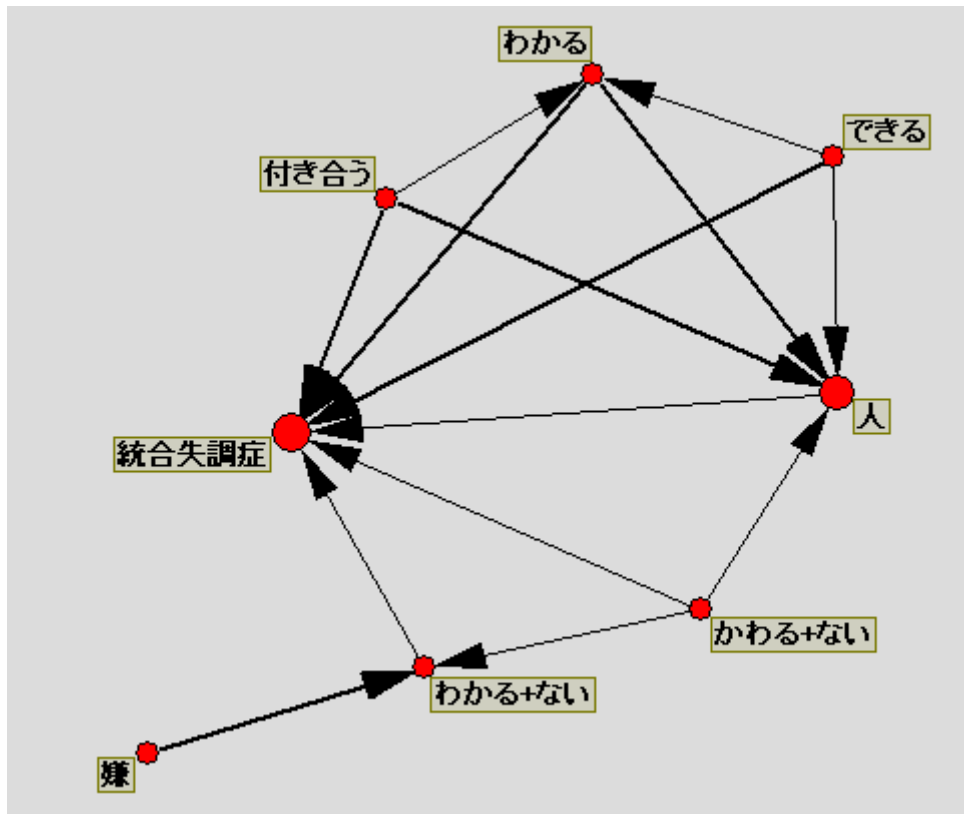 わかる
できる
付き合う
人
統合失調症
かわる+ない
わかる+ない
嫌